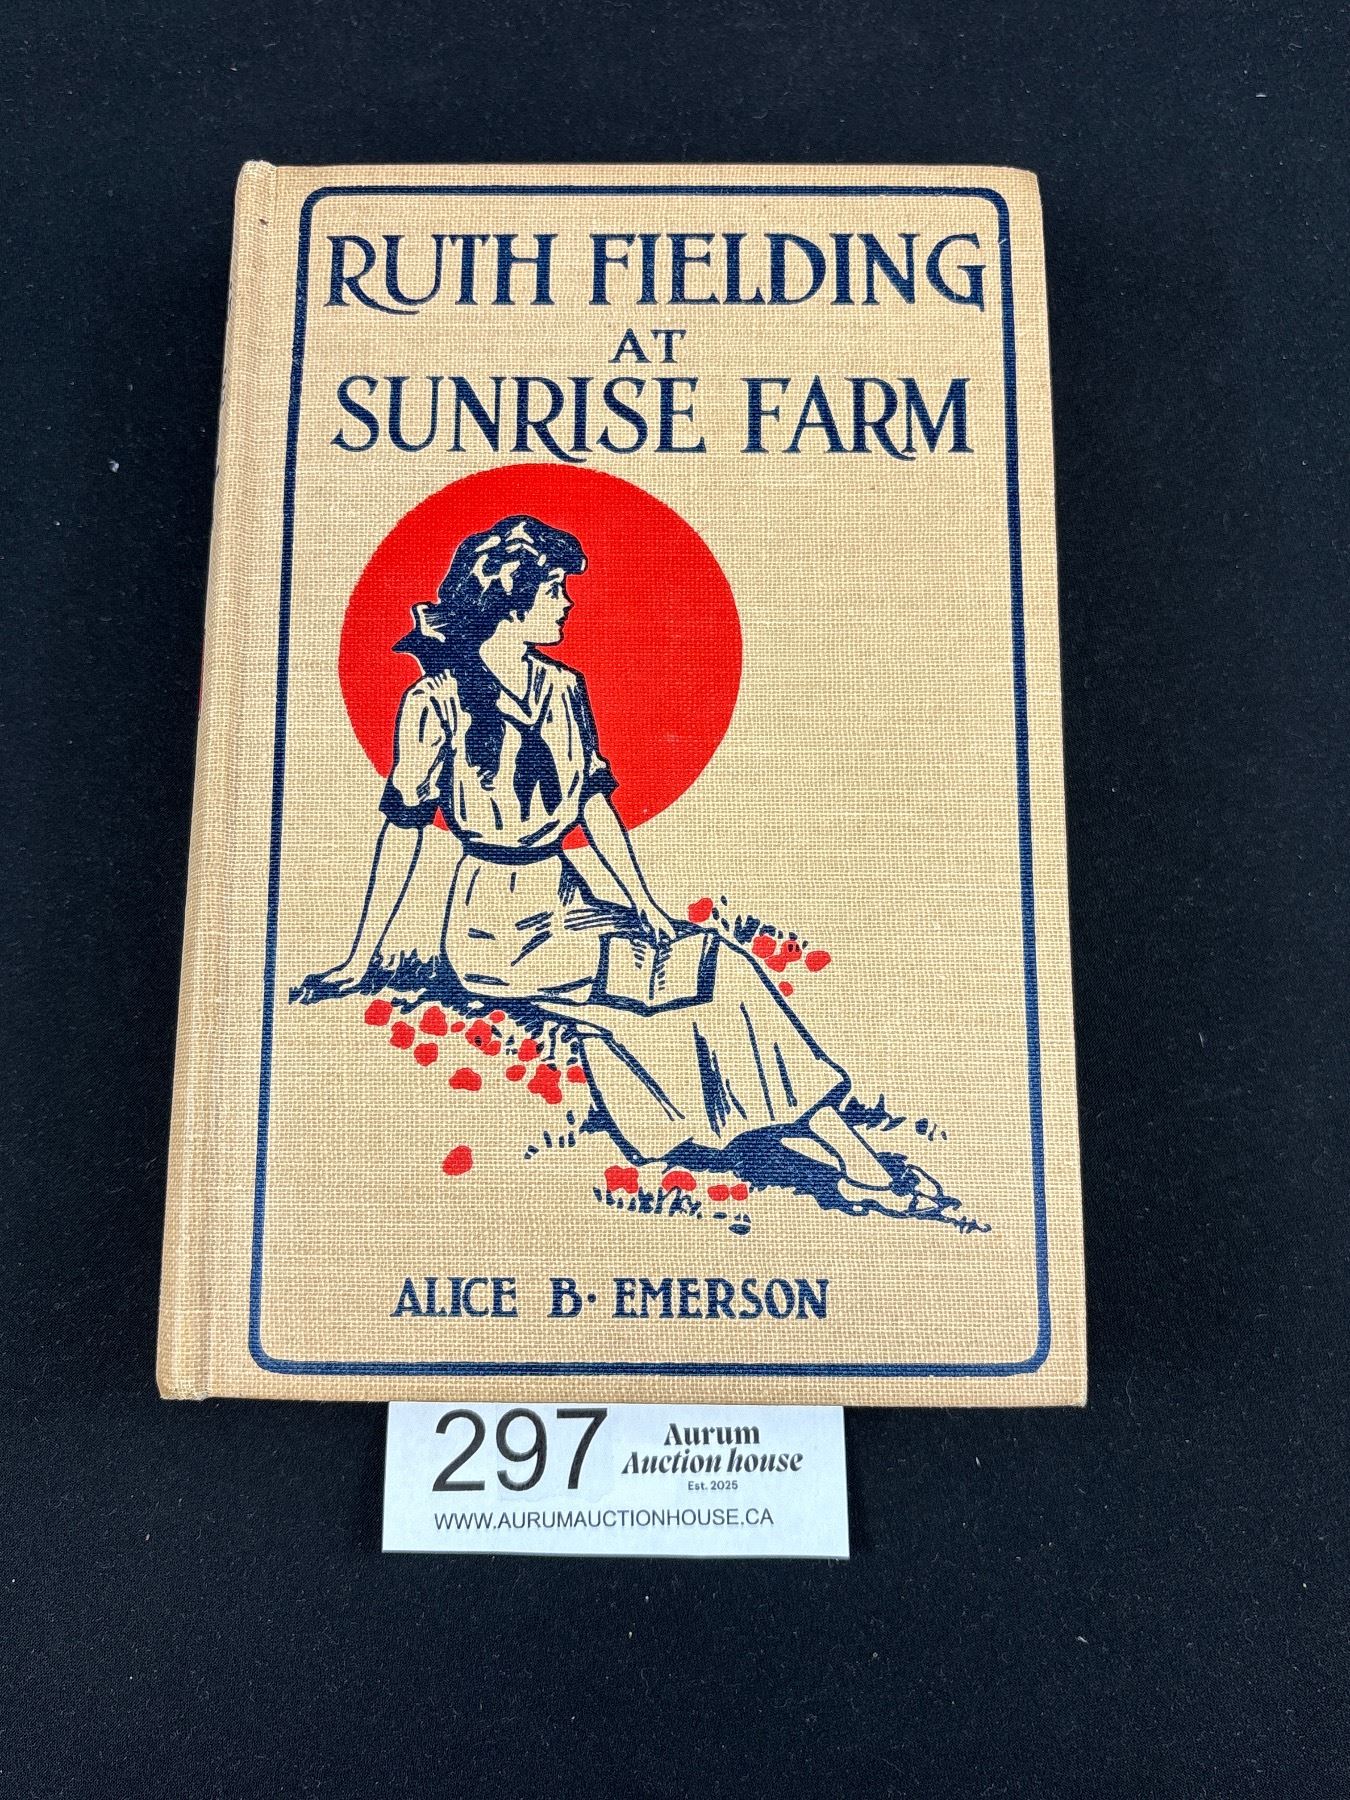 RUTH FIELDING
AT
SUNRISE FARM
ALICE B. EMERSON
297
Aurum
Auction house
Est. 2025
WWW.AURUMAUCTIONHOUSE.CA